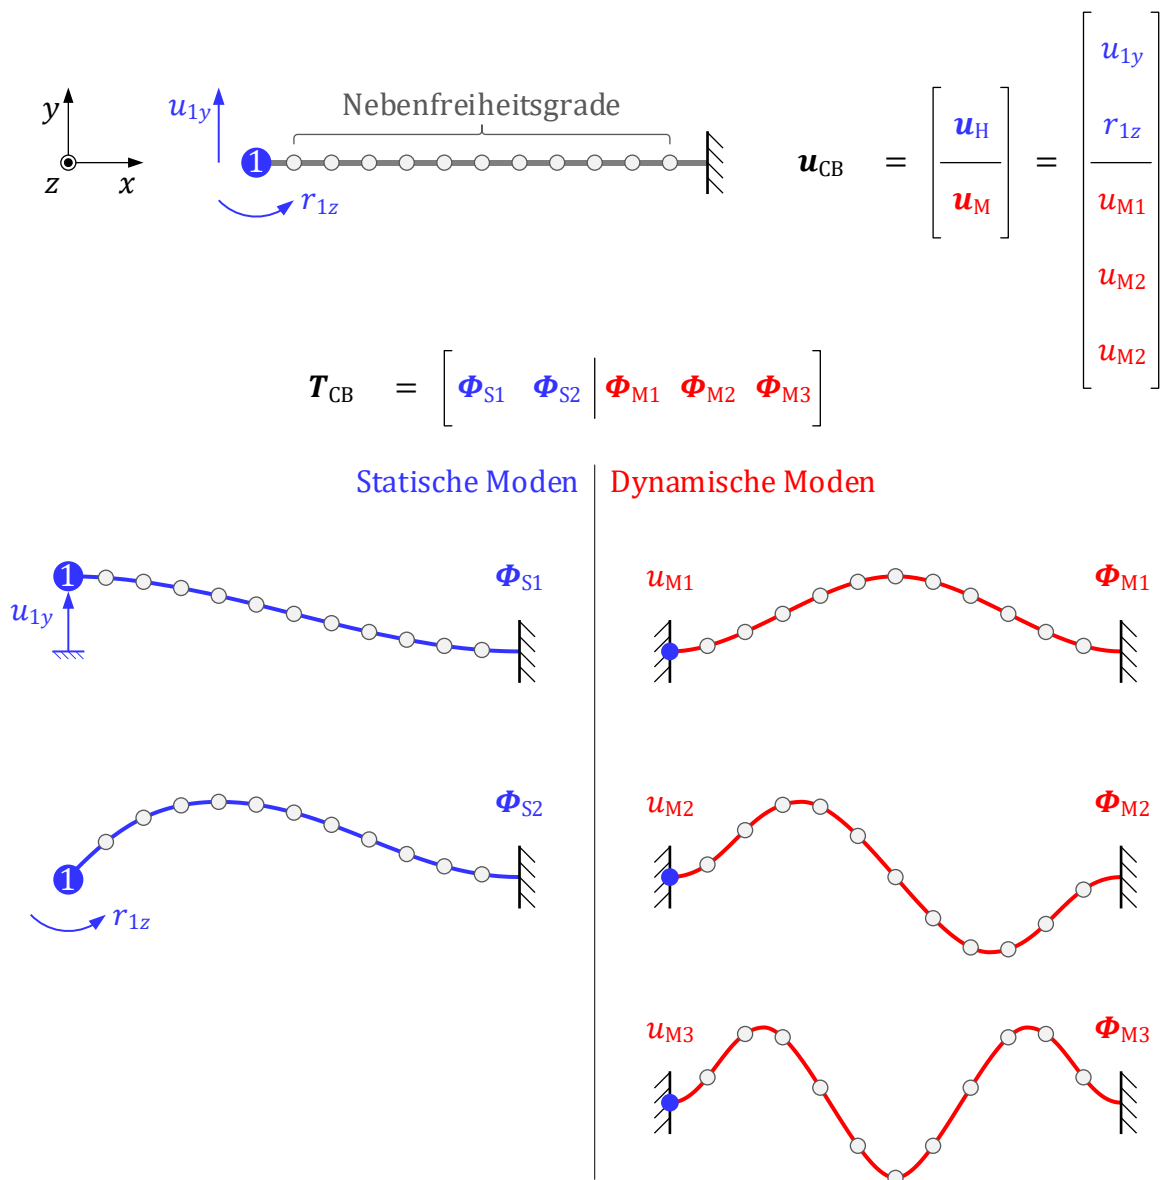 y
z
x
u1y
1
r1z
Nebenfreiheitsgrade
uCB = [ uH uM ] = [ u1y r1z uM1 uM2 uM2 ]
TCB = [ ΦS1 ΦS2 | ΦM1 ΦM2 ΦM3 ]
Statische Moden
1
u1y
ΦS1
1
r1z
ΦS2
Dynamische Moden
uM1
ΦM1
uM2
ΦM2
uM3
ΦM3